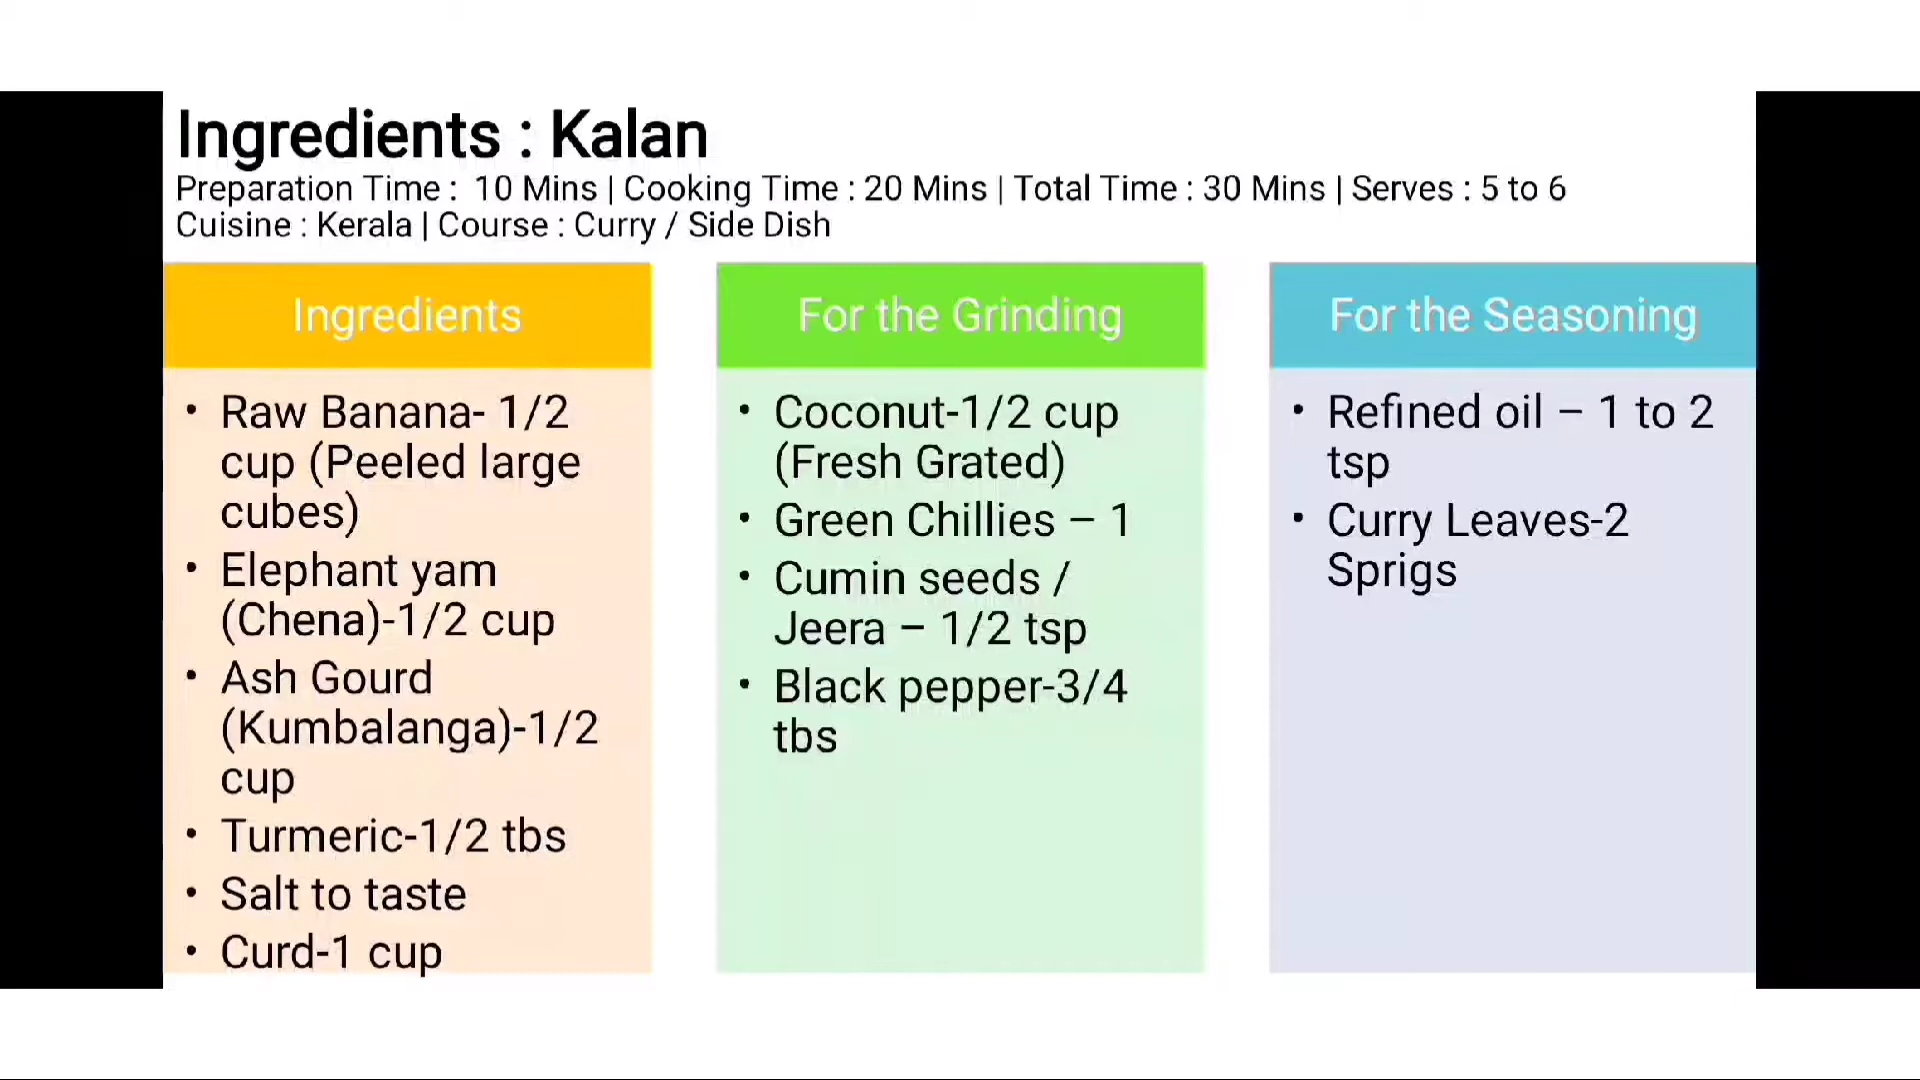 Ingredients : Kalan
Preparation Time :  10 Mins | Cooking Time : 20 Mins | Total Time : 30 Mins | Serves : 5 to 6
Cuisine : Kerala | Course : Curry / Side Dish
Ingredients
• Raw Banana- 1/2
cup (Peeled large
cubes)
• Elephant yam
(Chena)-1/2 cup
• Ash Gourd
(Kumbalanga)-1/2
cup
• Turmeric-1/2 tbs
• Salt to taste
• Curd-1 cup
For the Grinding
• Coconut-1/2 cup
(Fresh Grated)
• Green Chillies – 1
• Cumin seeds /
Jeera – 1/2 tsp
• Black pepper-3/4
tbs
For the Seasoning
• Refined oil – 1 to 2
tsp
• Curry Leaves-2
Sprigs